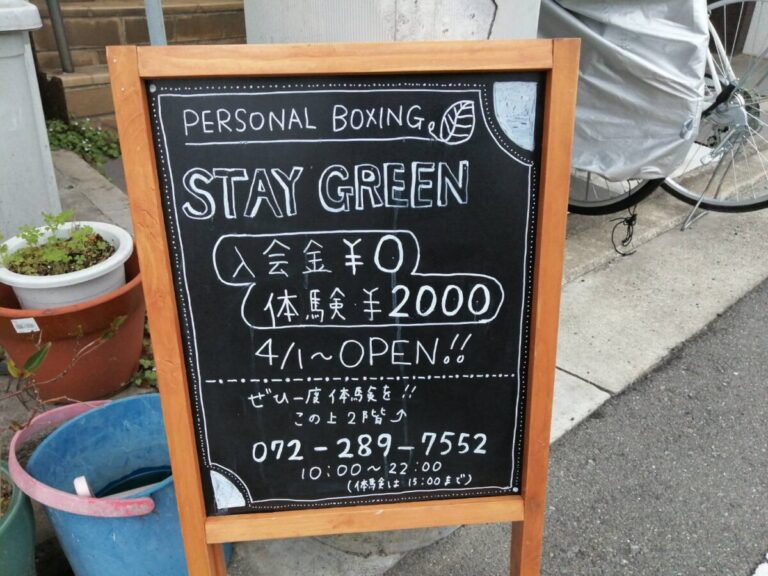 PERSONAL BOXING
STAY GREEN
入会金 ¥0
体験 ¥2000
4/1~OPEN!!
ぜひ一度体験を!!
この上2階↑
072-289-7552
10:00~22:00
(体験は15:00まで)